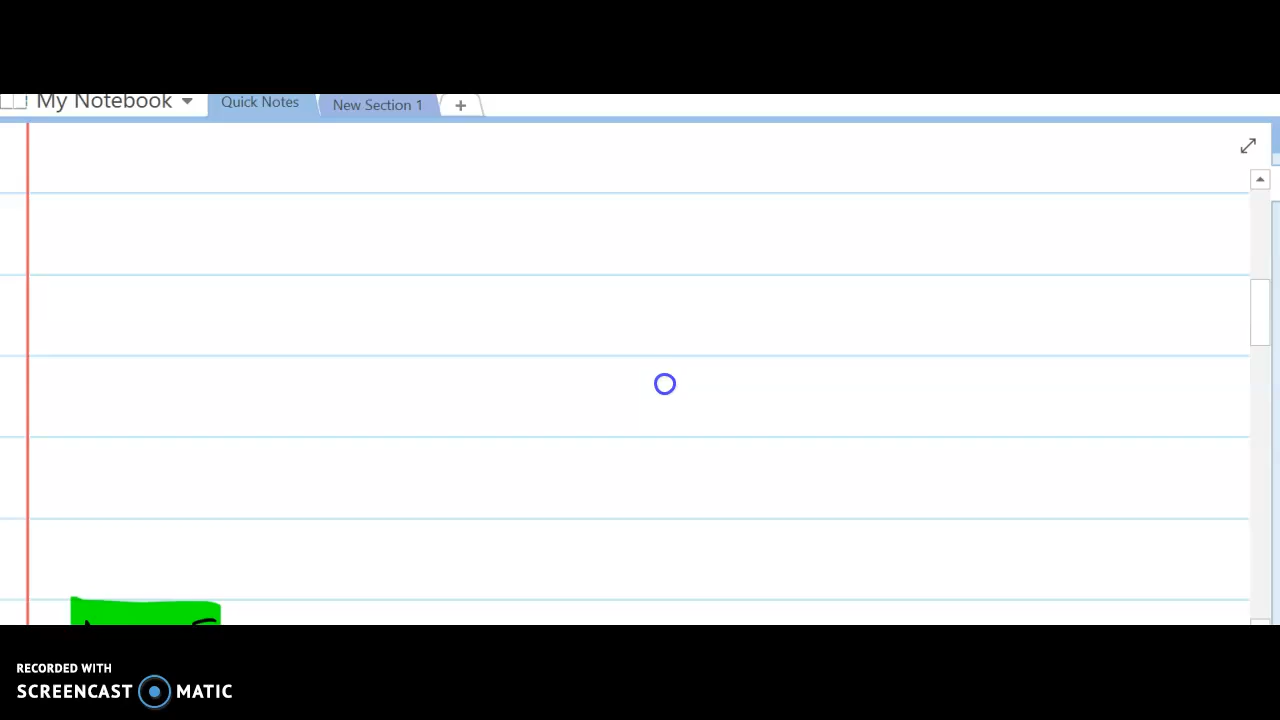 My Notebook
Quick Notes
New Section 1
RECORDED WITH
SCREENCAST MATIC